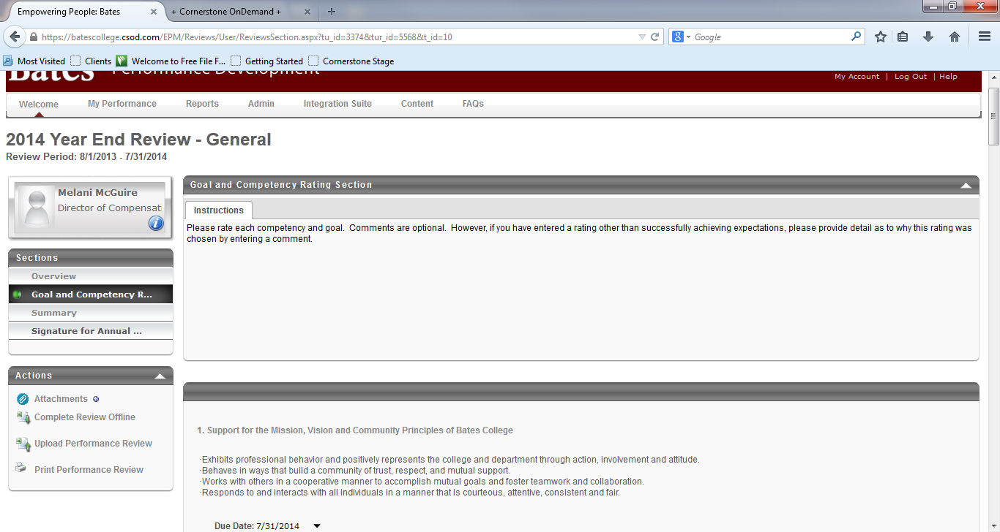 Empowering People: Bates
+ Cornerstone OnDemand +
https://batescollege.csod.com/EPM/Reviews/User/ReviewsSection.aspx?tu_id=3374&tur_id=5568&t_id=10
Google
Most Visited Clients Welcome to Free File F... Getting Started Cornerstone Stage
Bates Performance Development
My Account | Log Out | Help
Welcome My Performance Reports Admin Integration Suite Content FAQs
2014 Year End Review - General
Review Period: 8/1/2013 - 7/31/2014
Melani McGuire
Director of Compensat
Sections
Overview
Goal and Competency R...
Summary
Signature for Annual ...
Actions
Attachments
Complete Review Offline
Upload Performance Review
Print Performance Review
Goal and Competency Rating Section
Instructions
Please rate each competency and goal.  Comments are optional.  However, if you have entered a rating other than successfully achieving expectations, please provide detail as to why this rating was
chosen by entering a comment.
1. Support for the Mission, Vision and Community Principles of Bates College
·Exhibits professional behavior and positively represents the college and department through action, involvement and attitude.
·Behaves in ways that build a community of trust, respect, and mutual support.
·Works with others in a cooperative manner to accomplish mutual goals and foster teamwork and collaboration.
·Responds to and interacts with all individuals in a manner that is courteous, attentive, consistent and fair.
Due Date: 7/31/2014